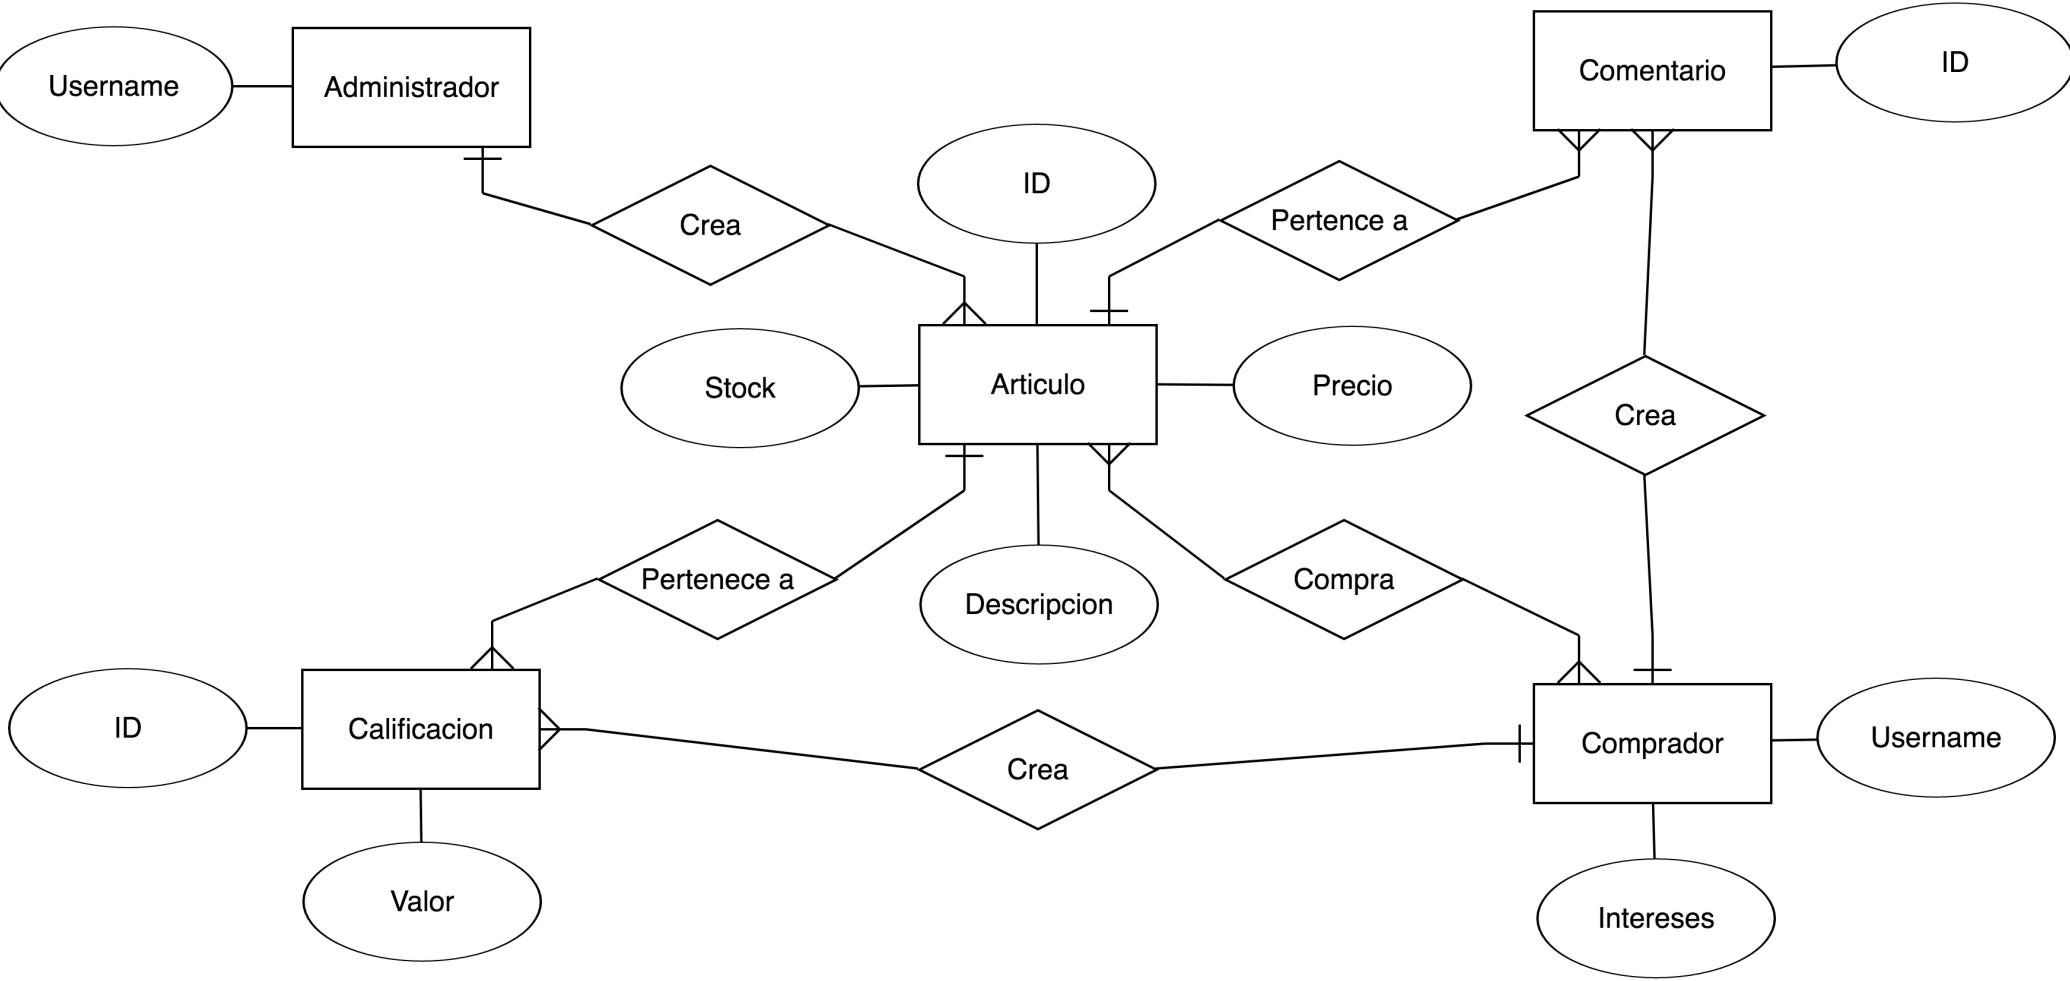 Username
Administrador
Comentario
ID
Crea
ID
Pertence a
Stock
Articulo
Precio
Crea
Pertenece a
Descripcion
Compra
ID
Calificacion
Crea
Comprador
Username
Valor
Intereses